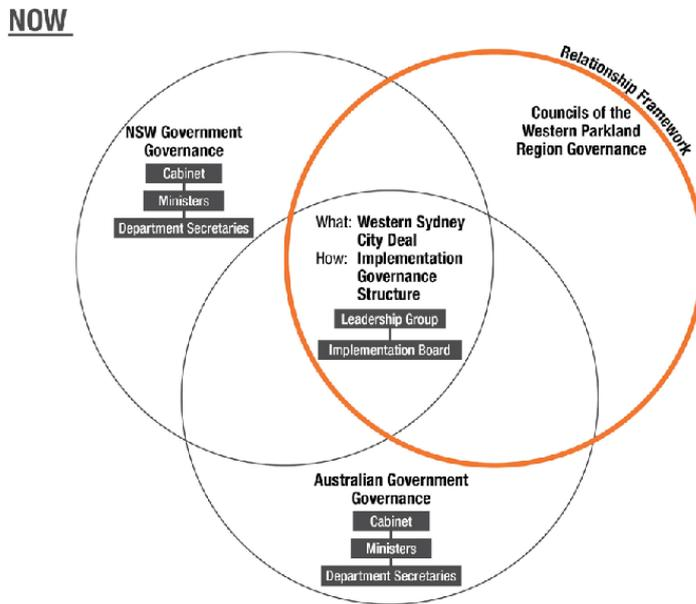 NOW
Relationship Framework
Councils of the
Western Parkland
Region Governance
NSW Government
Governance
Cabinet
Ministers
Department Secretaries
What: Western Sydney
City Deal
How: Implementation
Governance
Structure
Leadership Group
Implementation Board
Australian Government
Governance
Cabinet
Ministers
Department Secretaries